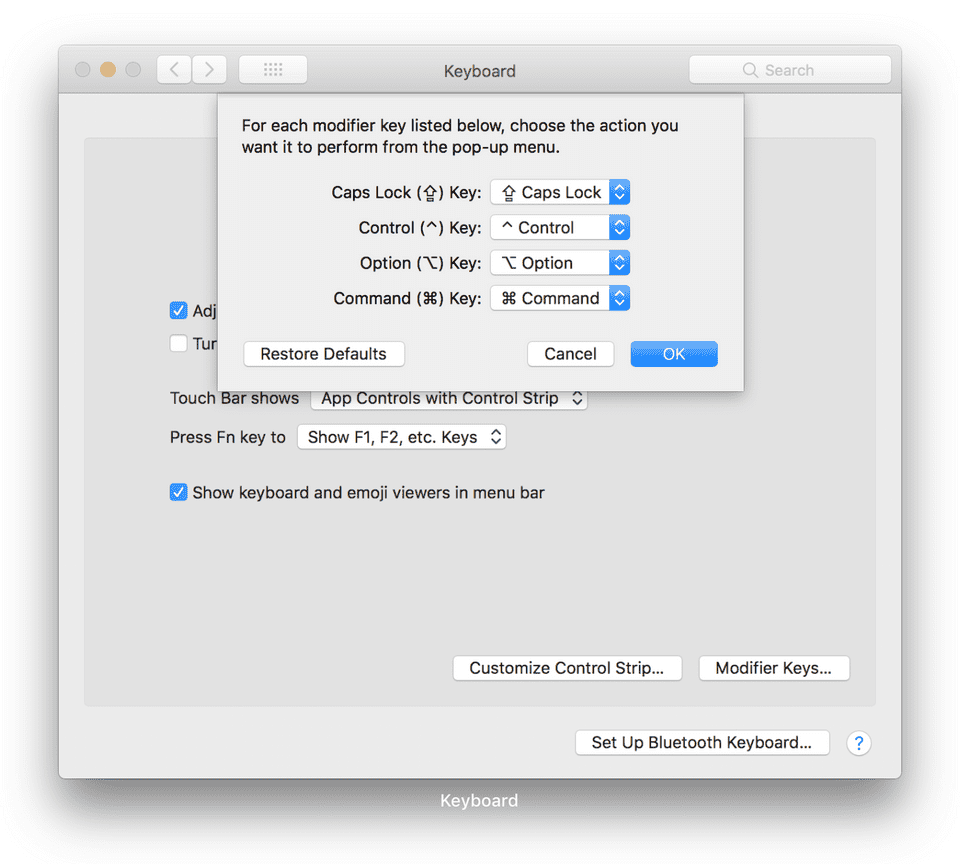 Keyboard
Search
For each modifier key listed below, choose the action you
want it to perform from the pop-up menu.
Caps Lock (⇪) Key: ⇪ Caps Lock
Control (^) Key: ^ Control
Option (⌥) Key: ⌥ Option
Command (⌘) Key: ⌘ Command
Restore Defaults Cancel OK
Adj
Tur
Touch Bar shows App Controls with Control Strip
Press Fn key to Show F1, F2, etc. Keys
Show keyboard and emoji viewers in menu bar
Customize Control Strip... Modifier Keys...
Set Up Bluetooth Keyboard... ?
Keyboard